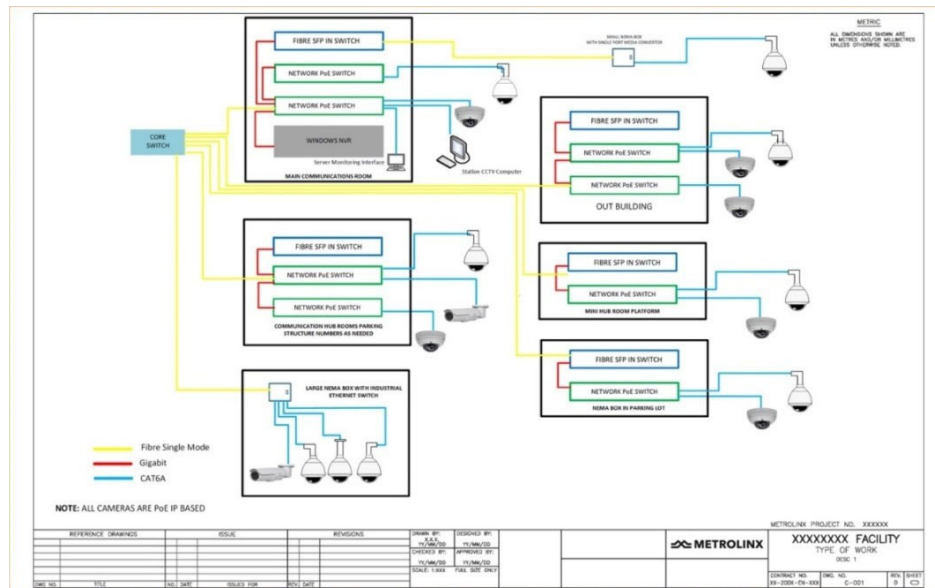 METRIC
ALL DIMENSIONS SHOWN ARE
IN METRES AND/OR MILLIMETRES
UNLESS OTHERWISE NOTED.
SMALL NEMA BOX
WITH SINGLE PORT MEDIA CONVERTOR
FIBRE SFP IN SWITCH
NETWORK PoE SWITCH
NETWORK PoE SWITCH
WINDOWS NVR
Server Monitoring Interface
Station CCTV Computer
MAIN COMMUNICATIONS ROOM
CORE
SWITCH
FIBRE SFP IN SWITCH
NETWORK PoE SWITCH
NETWORK PoE SWITCH
OUT BUILDING
FIBRE SFP IN SWITCH
NETWORK PoE SWITCH
NETWORK PoE SWITCH
COMMUNICATION HUB ROOMS PARKING
STRUCTURE NUMBERS AS NEEDED
FIBRE SFP IN SWITCH
NETWORK PoE SWITCH
MINI HUB ROOM PLATFORM
FIBRE SFP IN SWITCH
NETWORK PoE SWITCH
NEMA BOX IN PARKING LOT
LARGE NEMA BOX WITH INDUSTRIAL
ETHERNET SWITCH
Fibre Single Mode
Gigabit
CAT6A
NOTE: ALL CAMERAS ARE PoE IP BASED
METROLINX PROJECT NO. XXXXXX
REFERENCE DRAWINGS
ISSUE
REVISIONS
DRAWN BY:
X.X.X.
YY/MM/DD
DESIGNED BY:
YY/MM/DD
CHECKED BY:
YY/MM/DD
APPROVED BY:
YY/MM/DD
SCALE: 1:XXX
FULL SIZE ONLY
METROLINX
XXXXXXXX FACILITY
TYPE OF WORK
DESC 1
CONTRACT NO.
DWG. NO.
C-001
REV.
0
SHEET
DWG NO.
TITLE
NO.
DATE
ISSUED FOR
REV.
DATE